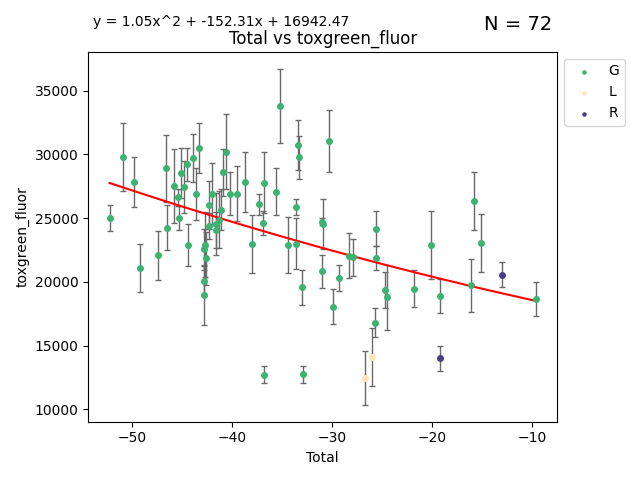 y = 1.05x^2 + -152.31x + 16942.47
N = 72
Total vs toxgreen_fluor
toxgreen_fluor
35000
30000
25000
20000
15000
10000
−50
−40
−30
−20
−10
Total
G
L
R